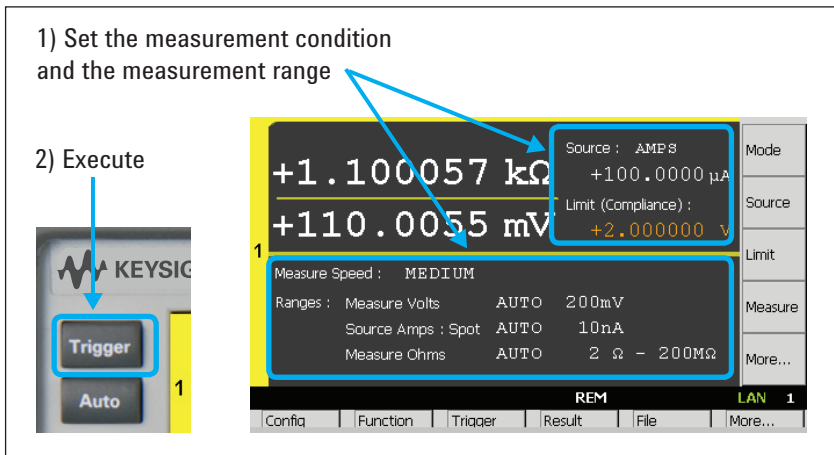 1) Set the measurement condition
and the measurement range
2) Execute
KEYSIG
Trigger
Auto
1
1
+1.100057 kΩ
+110.0055 mV
Source : AMPS
+100.0000 µA
Limit (Compliance) :
+2.000000 V
Measure Speed : MEDIUM
Ranges : Measure Volts AUTO 200mV
Source Amps : Spot AUTO 10nA
Measure Ohms AUTO 2 Ω - 200MΩ
Mode
Source
Limit
Measure
More...
REM LAN 1
Config Function Trigger Result File More...